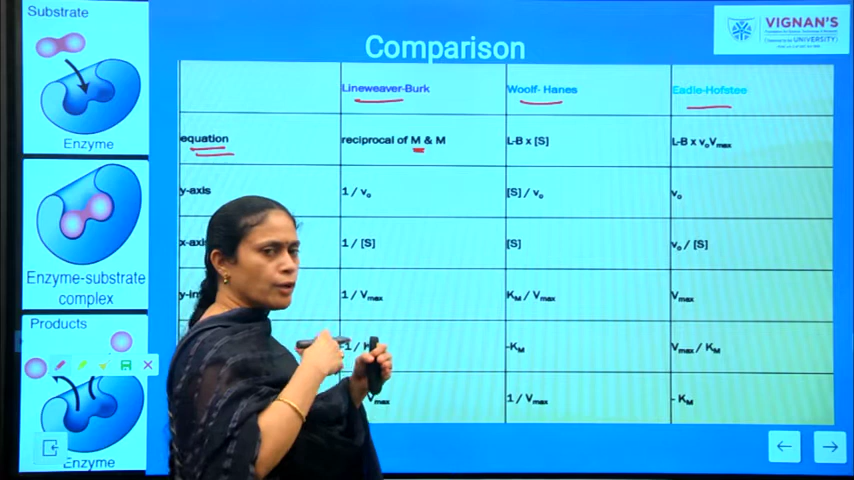 Substrate
VIGNAN'S
UNIVERSITY
Comparison
Enzyme
Enzyme-substrate
complex
Products
Enzyme
Lineweaver-Burk
Woolf- Hanes
Eadie-Hofstee
equation
reciprocal of M & M
L-B x [S]
L-B x v₀Vmax
y-axis
1 / v₀
[S] / v₀
v₀
x-axis
1 / [S]
[S]
v₀ / [S]
1 / Vmax
KM / Vmax
Vmax
-KM
Vmax / KM
1 / Vmax
- KM